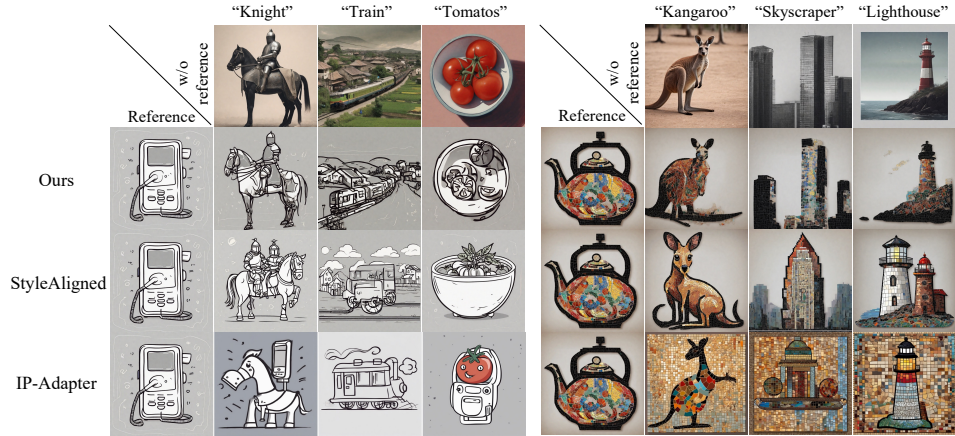 “Knight” “Train” “Tomatos” “Kangaroo” “Skyscraper” “Lighthouse”
w/o
reference
Reference
w/o
reference
Reference
Ours
StyleAligned
IP-Adapter